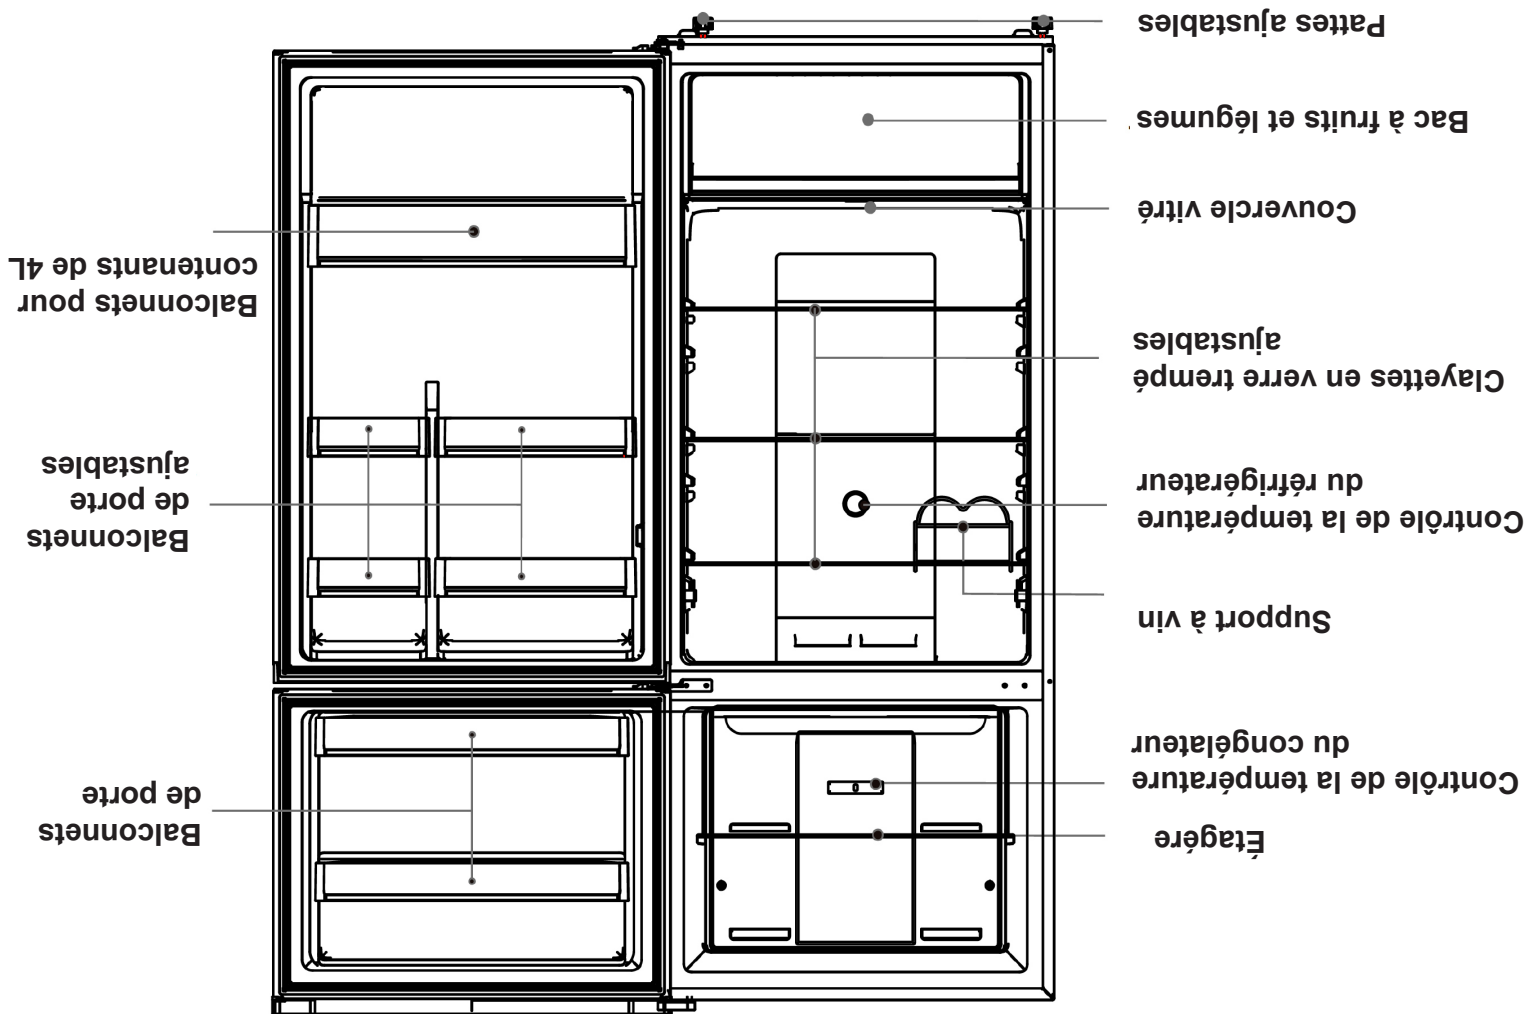 Étagére
Contrôle de la température
du congélateur
Support à vin
Contrôle de la température
du réfrigérateur
Clayettes en verre trempé
ajustables
Couvercle vitré
Bac à fruits et légumes
Pattes ajustables
Balconnets
de porte
Balconnets
de porte
ajustables
Balconnets pour
contenants de 4L